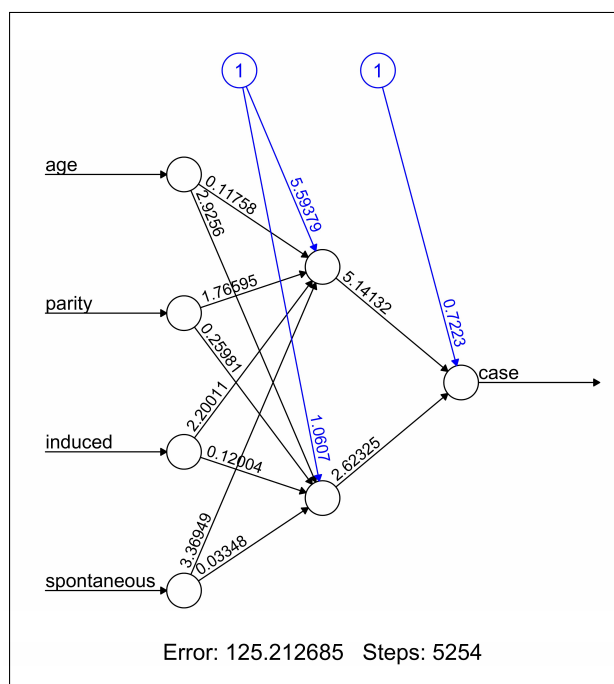 1 1
age
0.11758
2.9256
5.59379
parity
1.76595
0.25981
5.14132
0.7223
case
induced
2.20011
0.12004
1.0607
2.62325
spontaneous
3.36949
0.03348
Error: 125.212685 Steps: 5254